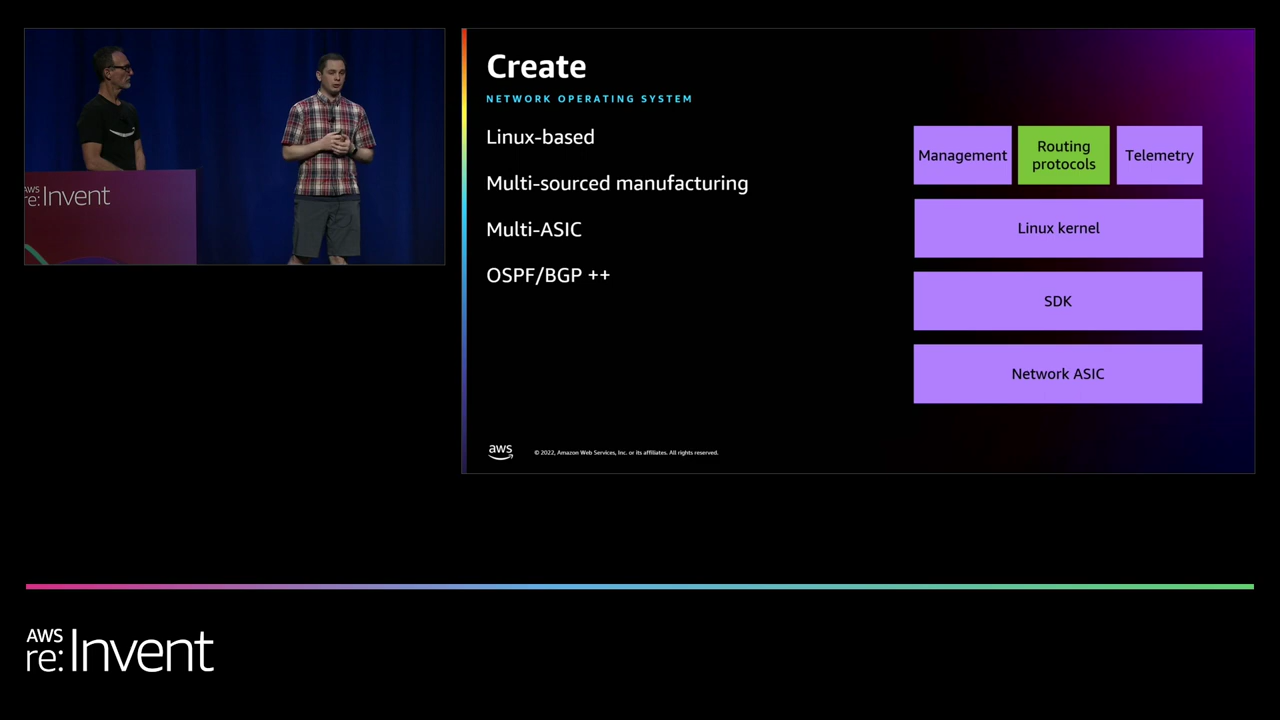 AWS
re:Invent
Create
NETWORK OPERATING SYSTEM
Linux-based
Multi-sourced manufacturing
Multi-ASIC
OSPF/BGP ++
Management
Routing
protocols
Telemetry
Linux kernel
SDK
Network ASIC
aws
© 2022, Amazon Web Services, Inc. or its affiliates. All rights reserved.
AWS
re:Invent